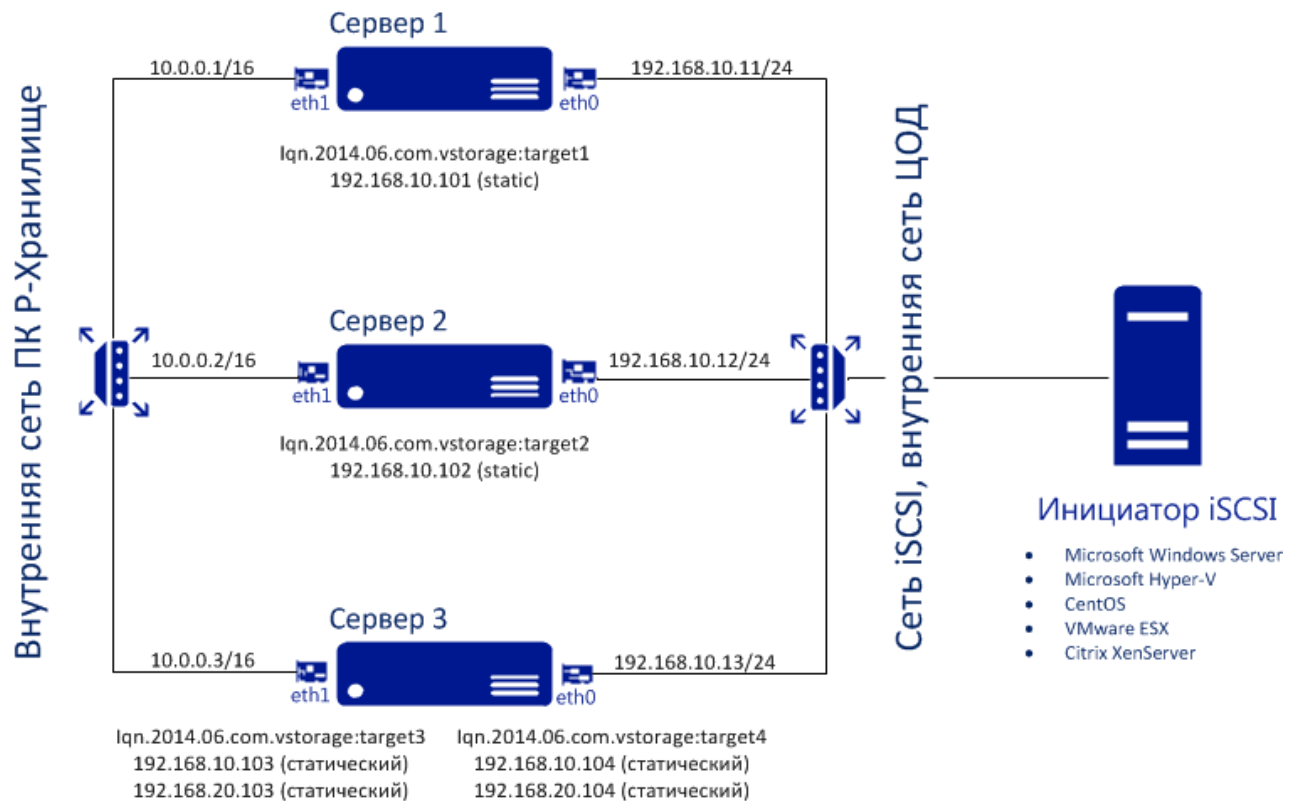 Внутренняя сеть ПК Р-Хранилище
Сервер 1
10.0.0.1/16
eth1
eth0
192.168.10.11/24
Iqn.2014.06.com.vstorage:target1
192.168.10.101 (static)
Сервер 2
10.0.0.2/16
eth1
eth0
192.168.10.12/24
Iqn.2014.06.com.vstorage:target2
192.168.10.102 (static)
Сервер 3
10.0.0.3/16
eth1
eth0
192.168.10.13/24
Iqn.2014.06.com.vstorage:target3
192.168.10.103 (статический)
192.168.20.103 (статический)
Iqn.2014.06.com.vstorage:target4
192.168.10.104 (статический)
192.168.20.104 (статический)
Сеть iSCSI, внутренняя сеть ЦОД
Инициатор iSCSI
• Microsoft Windows Server
• Microsoft Hyper-V
• CentOS
• VMware ESX
• Citrix XenServer